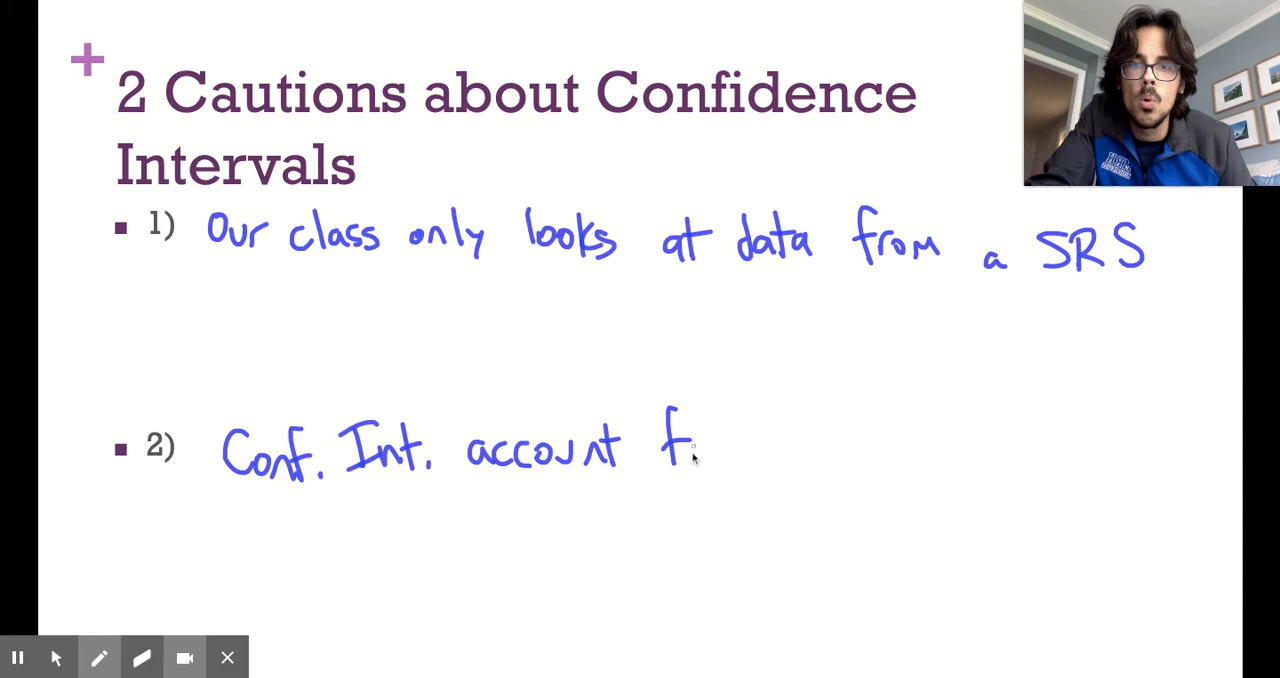 2 Cautions about Confidence
Intervals
1) Our class only looks at data from a SRS
2) Conf. Int. account f